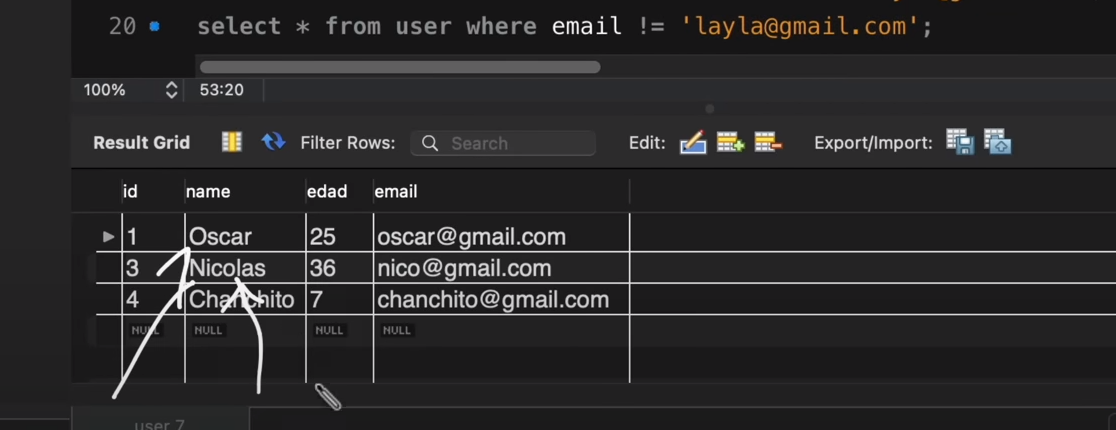 20 select * from user where email != 'layla@gmail.com';
100% 53:20
Result Grid Filter Rows: Search Edit: Export/Import:
id name edad email
1 Oscar 25 oscar@gmail.com
3 Nicolas 36 nico@gmail.com
4 Chanchito 7 chanchito@gmail.com
NULL NULL NULL NULL
user 7